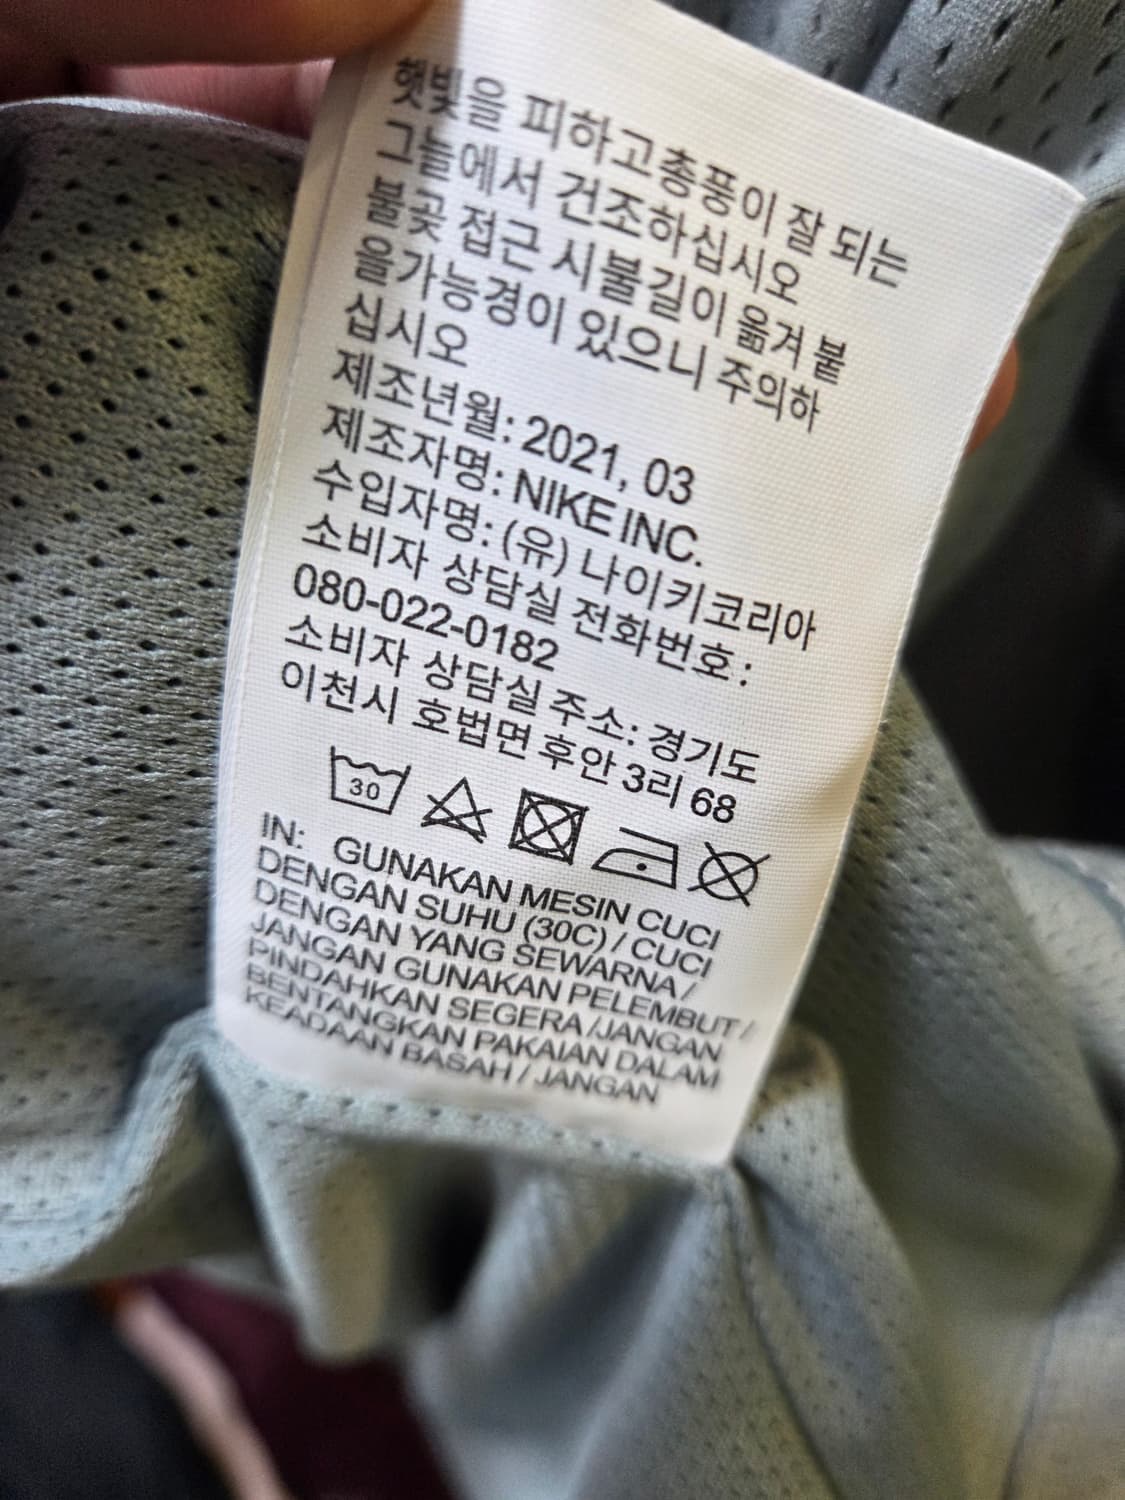 햇빛을 피하고총풍이 잘 되는
그늘에서 건조하십시오
불곳 접근 시불길이 옮겨 붙
을가능경이 있으니 주의하
십시오
제조년월: 2021, 03
제조자명: NIKE INC.
수입자명: (유) 나이키코리아
소비자 상담실 전화번호:
080-022-0182
소비자 상담실 주소: 경기도
이천시 호법면 후안 3리 68
30
IN: GUNAKAN MESIN CUCI
DENGAN SUHU (30C) / CUCI
DENGAN YANG SEWARNA /
JANGAN GUNAKAN PELEMBUT /
PINDAHKAN SEGERA /JANGAN
BENTANGKAN PAKAIAN DALAM
KEADAAN BASAH / JANGAN